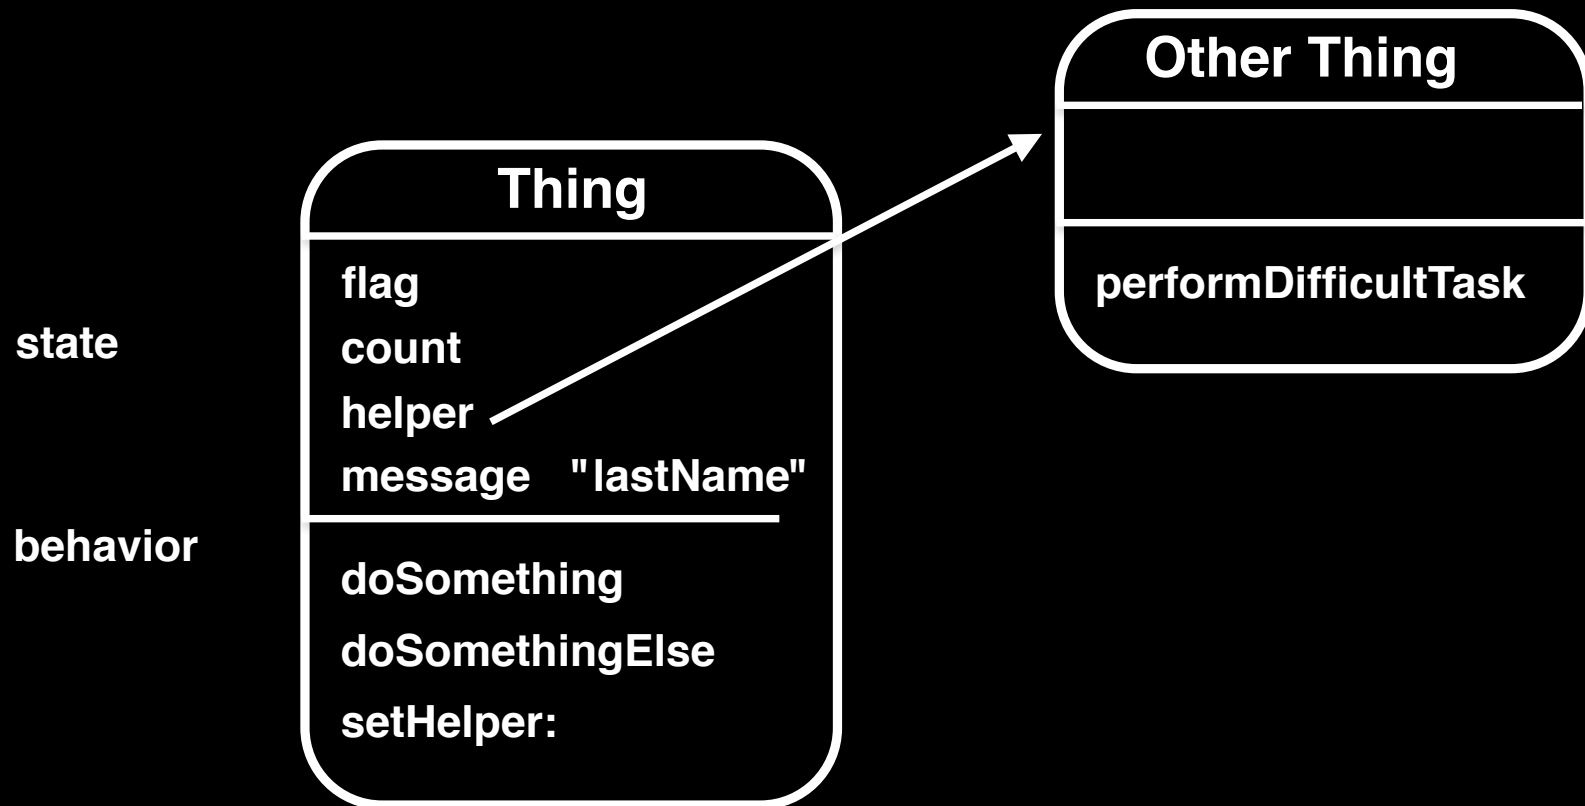 Other Thing
performDifficultTask
Thing
state
flag
count
helper
message "lastName"
behavior
doSomething
doSomethingElse
setHelper: